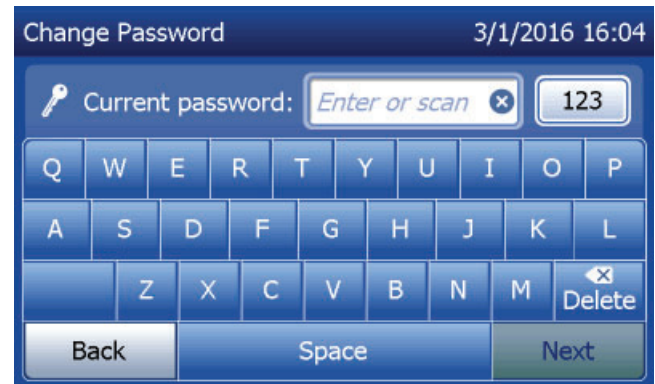 Change Password 3/1/2016 16:04
Current password: Enter or scan 123
Q W E R T Y U I O P
A S D F G H J K L
Z X C V B N M Delete
Back Space Next